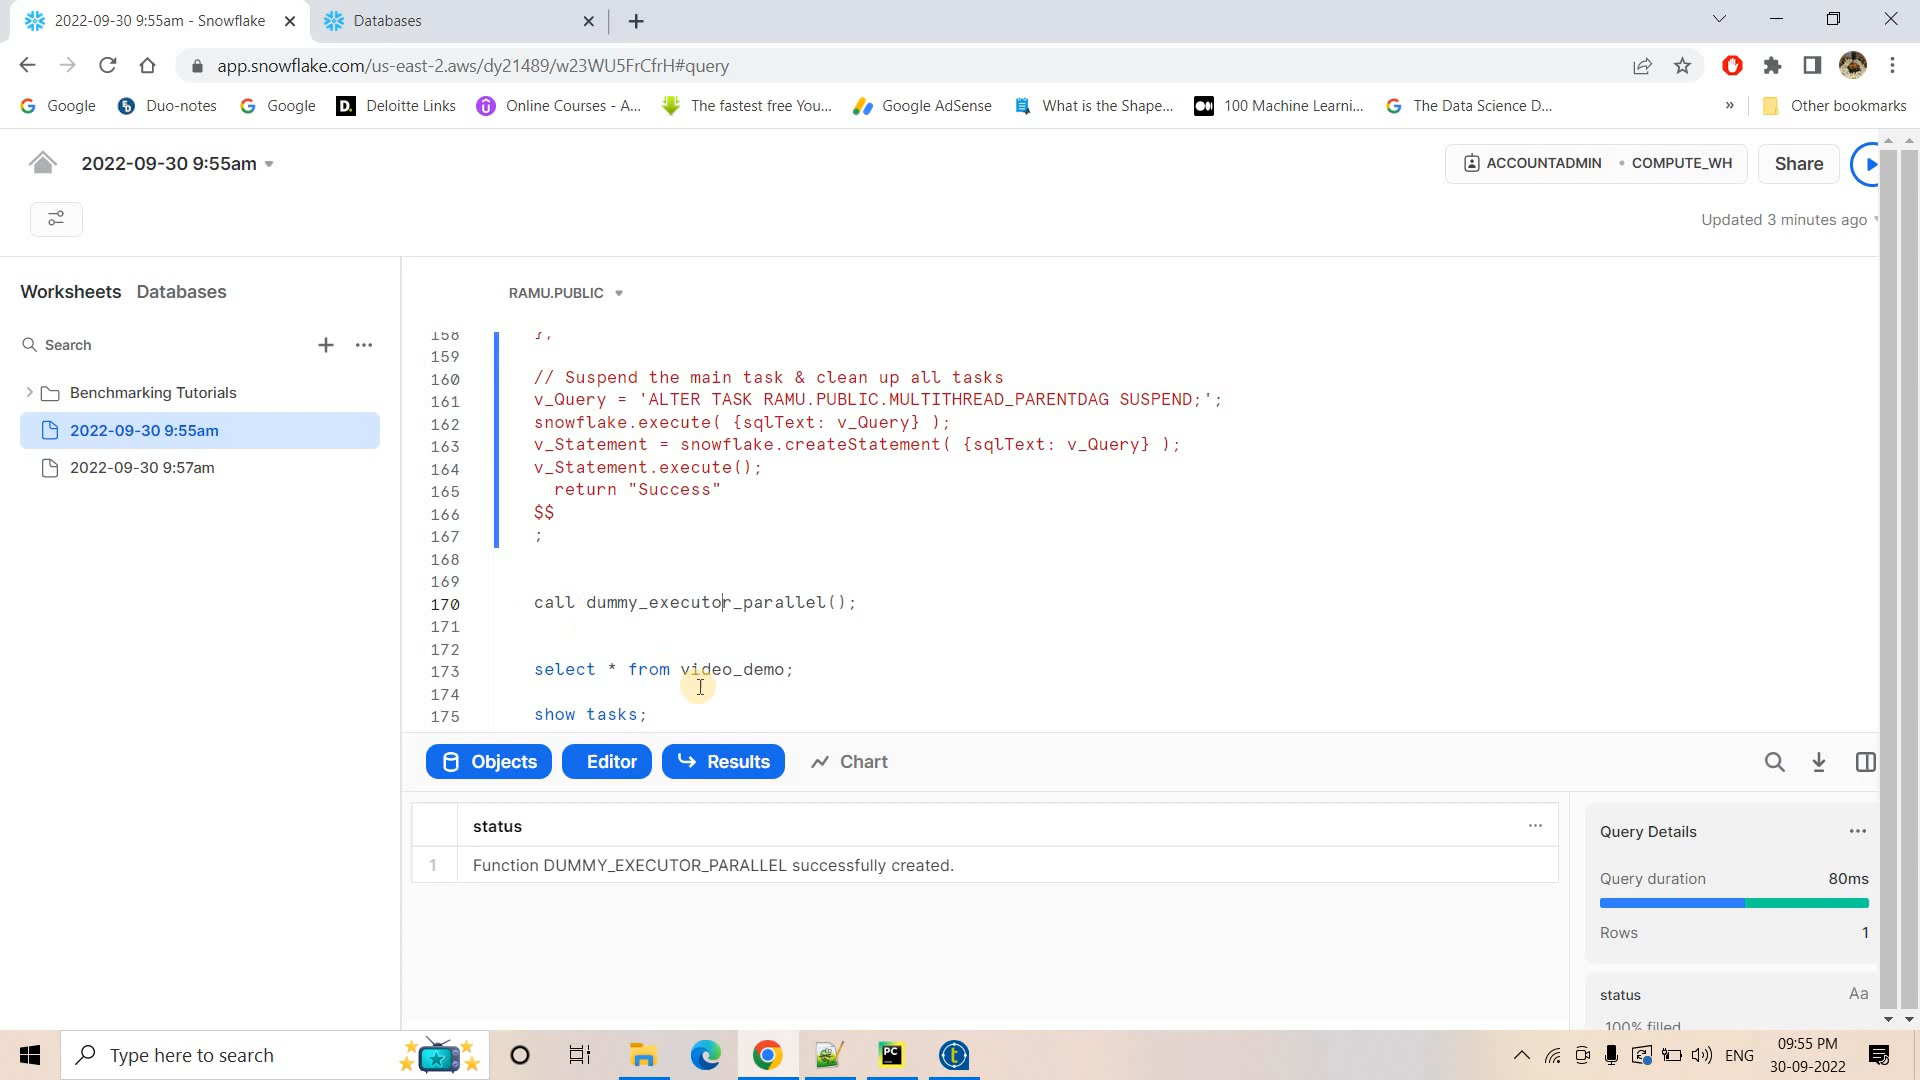 2022-09-30 9:55am - Snowflake
Databases
app.snowflake.com/us-east-2.aws/dy21489/w23WU5FrCfrH#query
Google
Duo-notes
Google
Deloitte Links
Online Courses - A...
The fastest free You...
Google AdSense
What is the Shape...
100 Machine Learni...
The Data Science D...
»
Other bookmarks
2022-09-30 9:55am
ACCOUNTADMIN
COMPUTE_WH
Share
Updated 3 minutes ago
Worksheets
Databases
RAMU.PUBLIC
Search
Benchmarking Tutorials
2022-09-30 9:55am
2022-09-30 9:57am
158
159
160 // Suspend the main task & clean up all tasks
161 v_Query = 'ALTER TASK RAMU.PUBLIC.MULTITHREAD_PARENTDAG SUSPEND;';
162 snowflake.execute( {sqlText: v_Query} );
163 v_Statement = snowflake.createStatement( {sqlText: v_Query} );
164 v_Statement.execute();
165 return "Success"
166 $$
167 ;
168
169
170 call dummy_executor_parallel();
171
172
173 select * from video_demo;
174
175 show tasks;
Objects
Editor
Results
Chart
status
...
1 Function DUMMY_EXECUTOR_PARALLEL successfully created.
Query Details
...
Query duration 80ms
Rows 1
status Aa
100% filled
Type here to search
PC
ENG
09:55 PM
30-09-2022